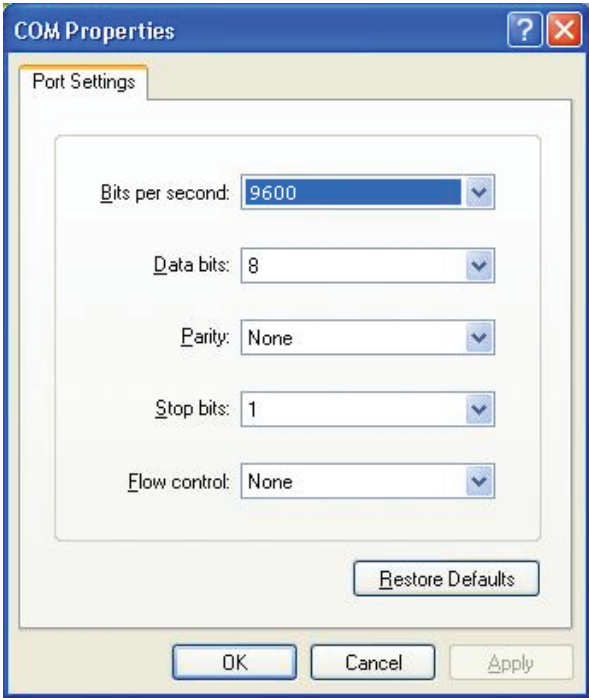 COM Properties
Port Settings
Bits per second: 9600
Data bits: 8
Parity: None
Stop bits: 1
Flow control: None
Restore Defaults
OK Cancel Apply